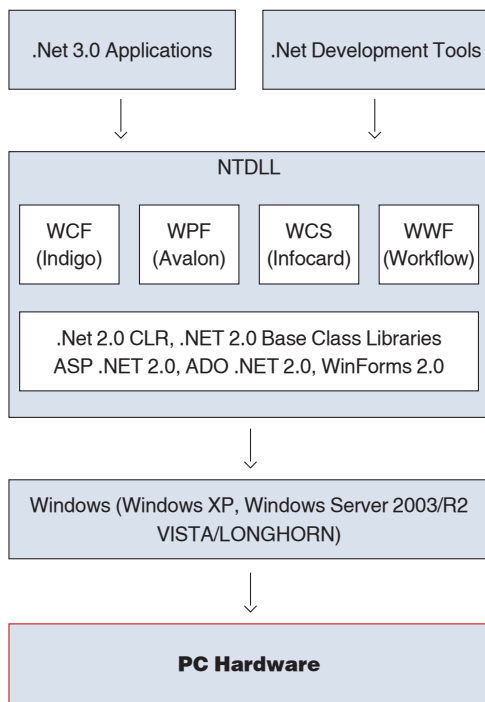 .Net 3.0 Applications
.Net Development Tools
NTDLL
WCF
(Indigo)
WPF
(Avalon)
WCS
(Infocard)
WWF
(Workflow)
.Net 2.0 CLR, .NET 2.0 Base Class Libraries
ASP .NET 2.0, ADO .NET 2.0, WinForms 2.0
Windows (Windows XP, Windows Server 2003/R2
VISTA/LONGHORN)
PC Hardware